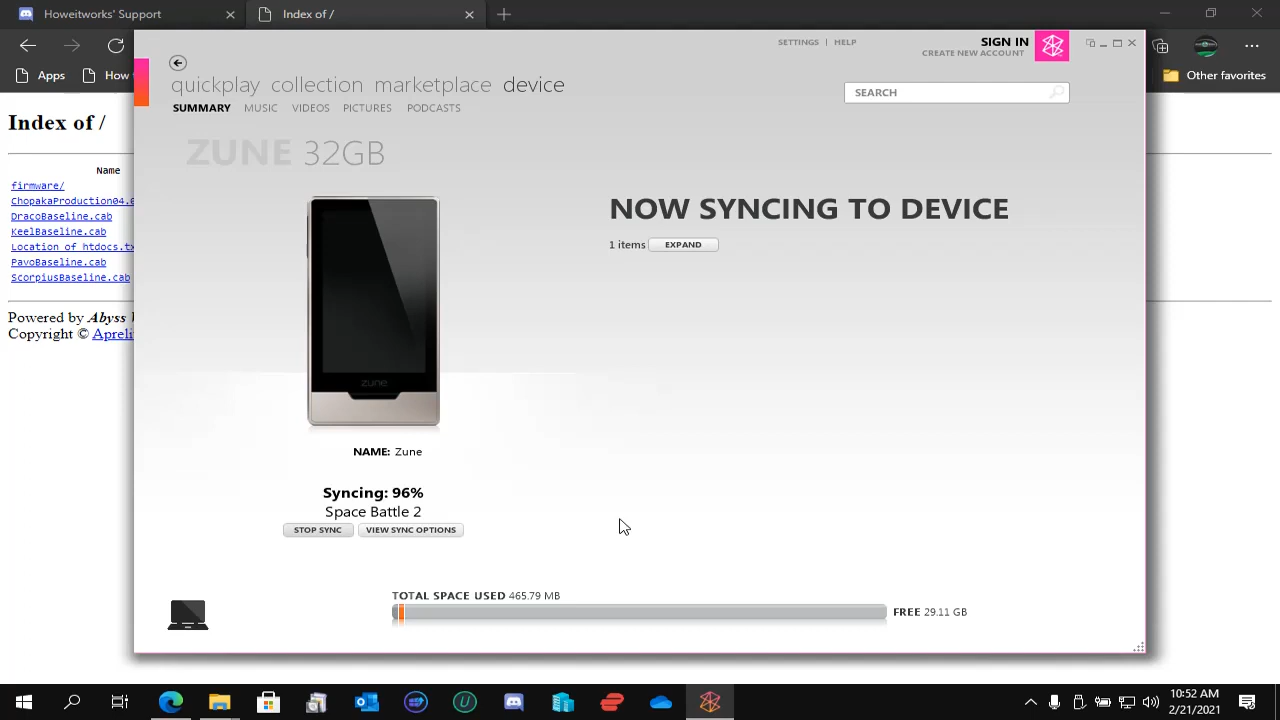 Howeitworks's Support
Index of /
Apps
How
Other favorites
Index of /
Name
firmware/
ChopakaProduction04.
DracoBaseline.cab
KeelBaseline.cab
Location of htdocs.tx
PavoBaseline.cab
ScorpiusBaseline.cab
Powered by Abyss
Copyright © Apreli
SETTINGS | HELP
SIGN IN
CREATE NEW ACCOUNT
quickplay collection marketplace device
SUMMARY MUSIC VIDEOS PICTURES PODCASTS
SEARCH
ZUNE 32GB
zune
NAME: Zune
Syncing: 96%
Space Battle 2
STOP SYNC VIEW SYNC OPTIONS
NOW SYNCING TO DEVICE
1 items EXPAND
TOTAL SPACE USED 465.79 MB
FREE 29.11 GB
10:52 AM
2/21/2021